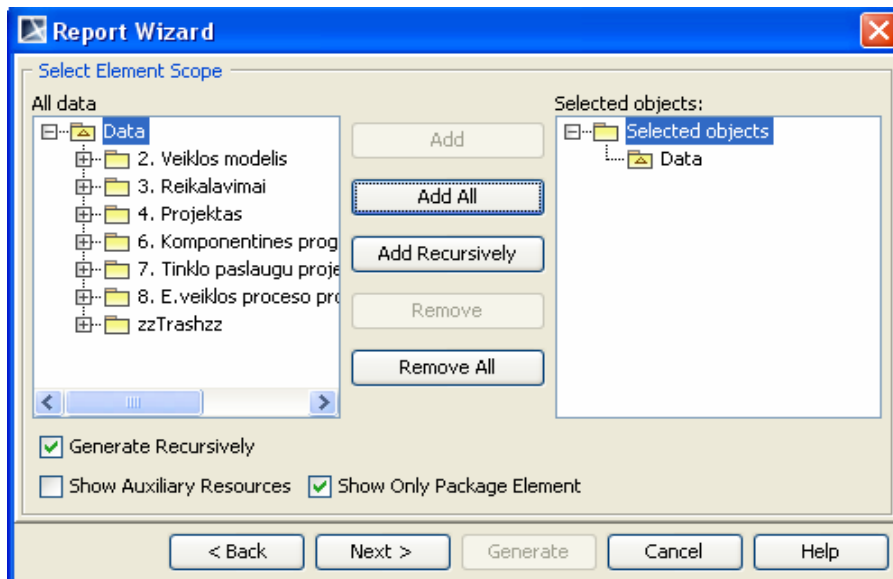 Report Wizard
Select Element Scope
All data
Data
2. Veiklos modelis
3. Reikalavimai
4. Projektas
6. Komponentines prog
7. Tinklo paslaugu proje
8. E.veiklos proceso pro
zzTrashzz
Add
Add All
Add Recursively
Remove
Remove All
Selected objects:
Selected objects
Data
Generate Recursively
Show Auxiliary Resources
Show Only Package Element
< Back
Next >
Generate
Cancel
Help